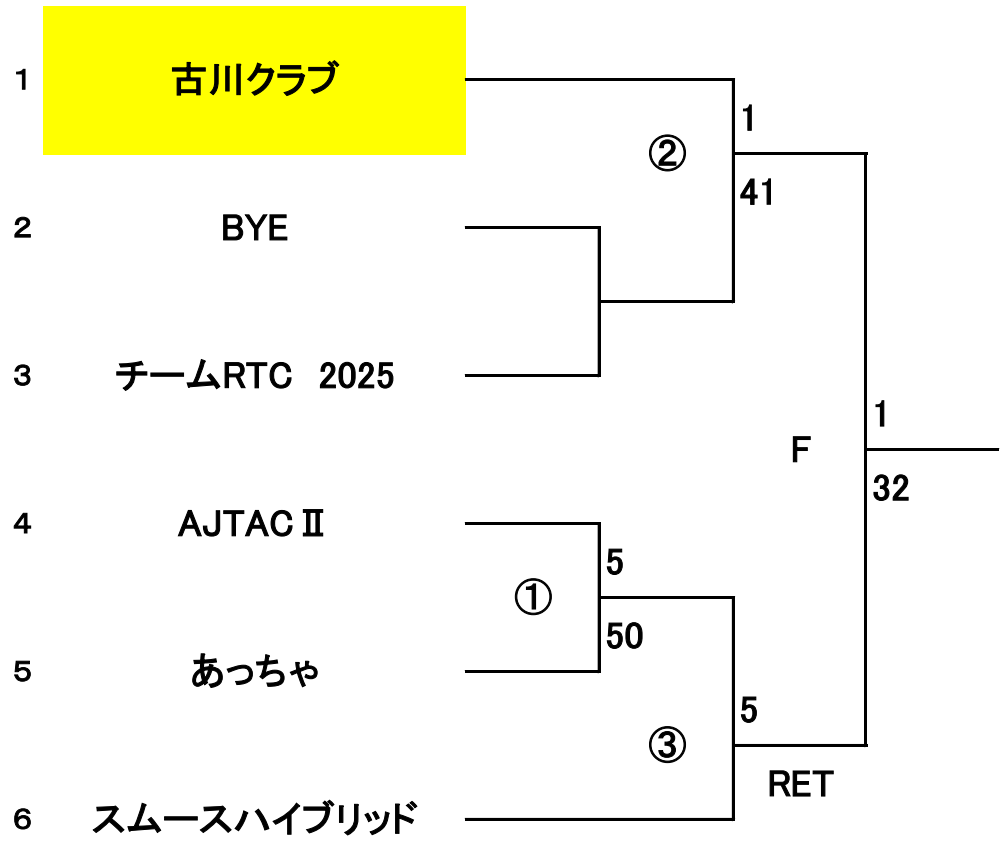 1 古川クラブ
1
②
41
2 BYE
3 チームRTC 2025
1
F
32
4 AJTACⅡ
5
①
50
5 あっちゃ
5
③
RET
6 スムースハイブリッド